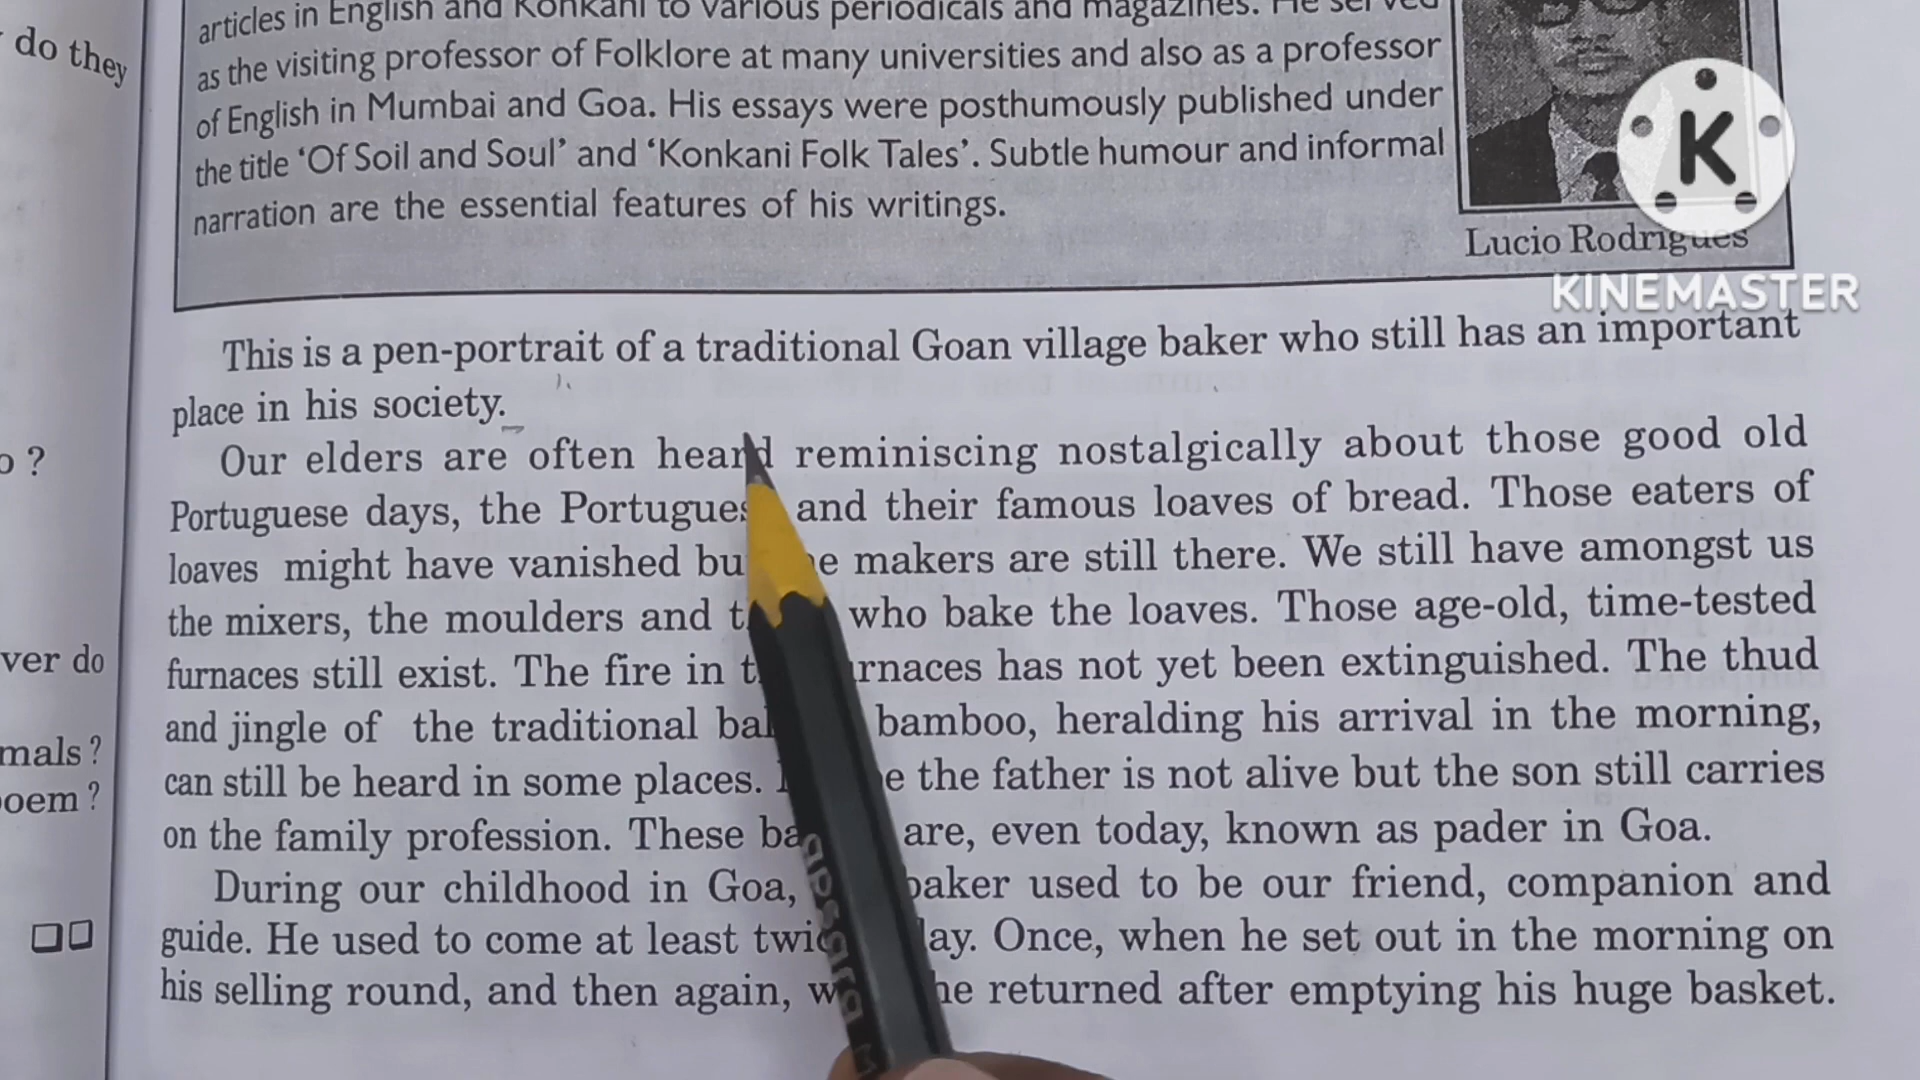 do they
o ?
ver do
mals ?
oem ?
articles in English and Konkani to various periodicals and magazines. He served
as the visiting professor of Folklore at many universities and also as a professor
of English in Mumbai and Goa. His essays were posthumously published under
the title ‘Of Soil and Soul’ and ‘Konkani Folk Tales’. Subtle humour and informal
narration are the essential features of his writings.
K
Lucio Rodrigues
KINEMASTER
This is a pen-portrait of a traditional Goan village baker who still has an important
place in his society.
Our elders are often heard reminiscing nostalgically about those good old
Portuguese days, the Portugues and their famous loaves of bread. Those eaters of
loaves might have vanished bu e makers are still there. We still have amongst us
the mixers, the moulders and t who bake the loaves. Those age-old, time-tested
furnaces still exist. The fire in t rnaces has not yet been extinguished. The thud
and jingle of the traditional ba bamboo, heralding his arrival in the morning,
can still be heard in some places. e the father is not alive but the son still carries
on the family profession. These ba are, even today, known as pader in Goa.
During our childhood in Goa, baker used to be our friend, companion and
guide. He used to come at least twic day. Once, when he set out in the morning on
his selling round, and then again, w he returned after emptying his huge basket.
apsara